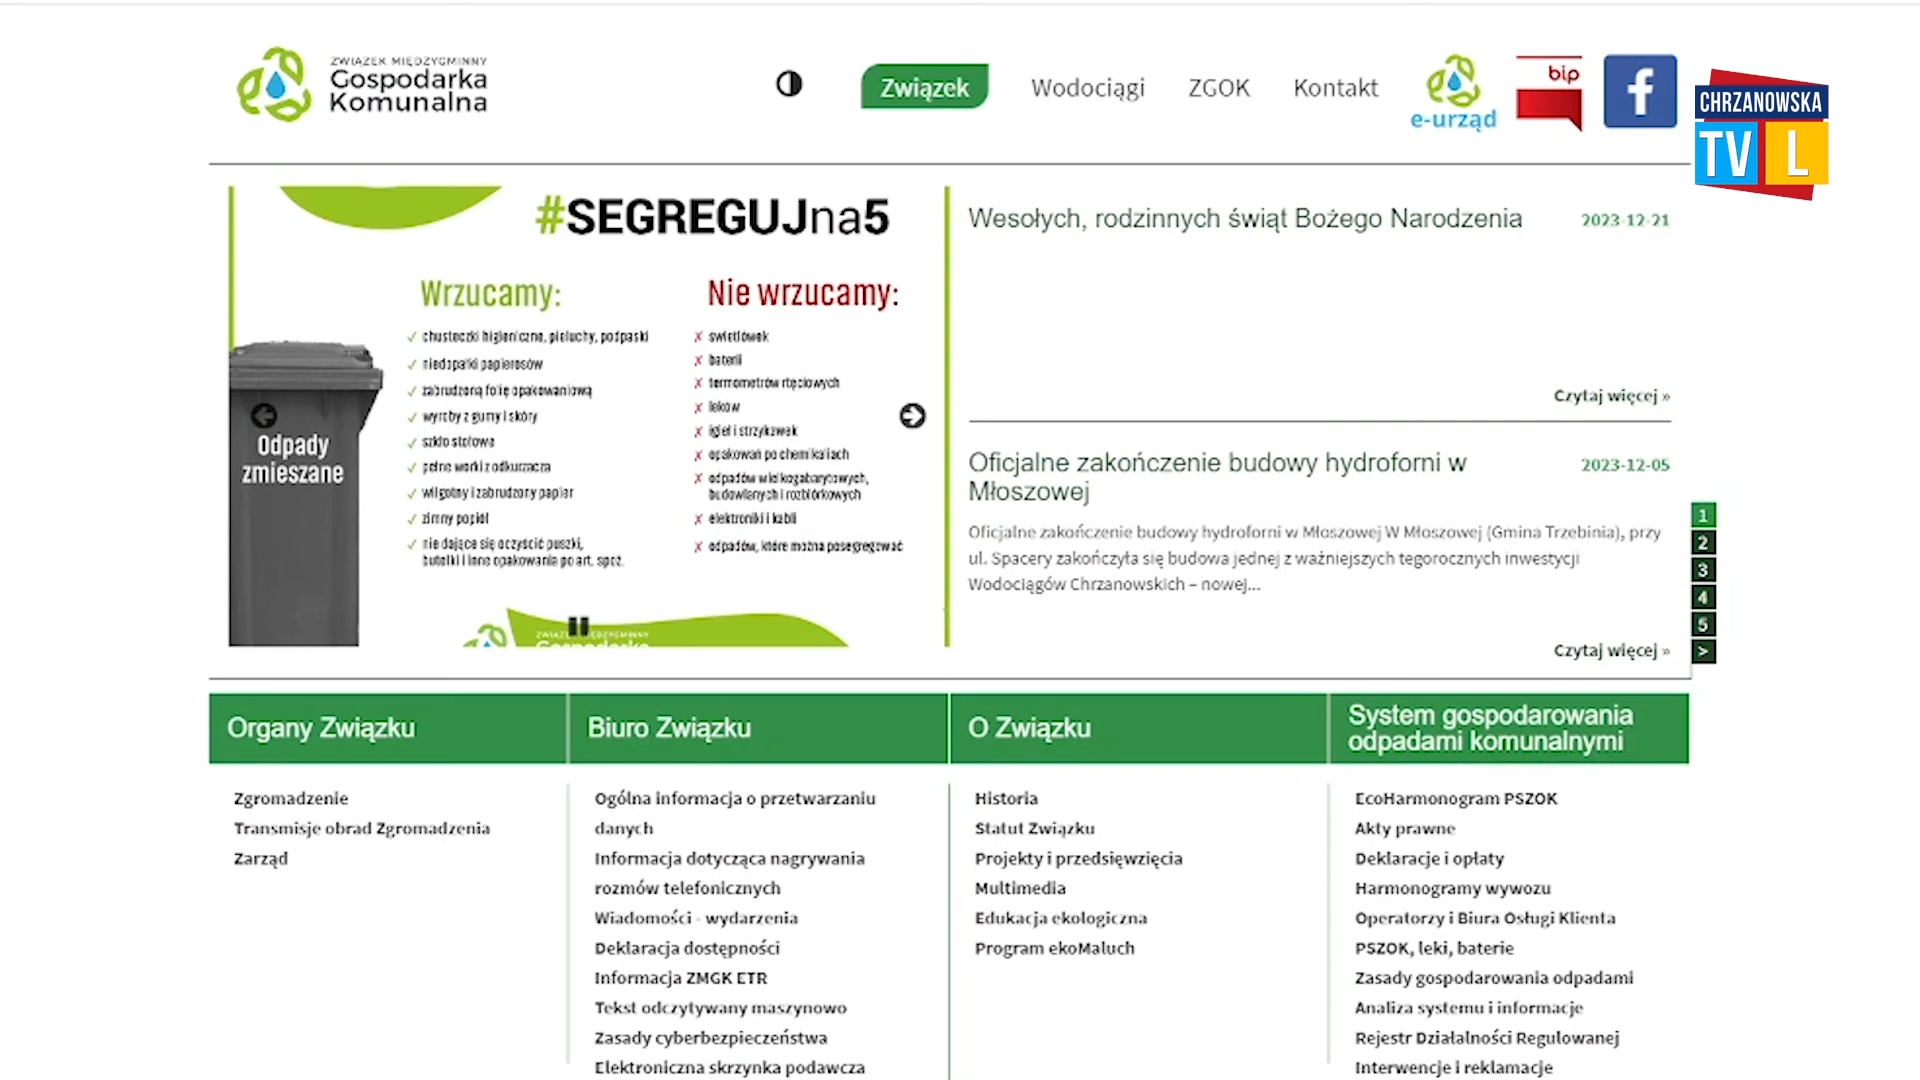 ZWIĄZEK MIĘDZYGMINNY
Gospodarka
Komunalna
Związek
Wodociągi
ZGOK
Kontakt
e-urząd
bip
CHRZANOWSKA
TV L
#SEGREGUJna5
Wrzucamy:
chusteczki higieniczne, pieluchy, podpaski
niedopałki papierosów
zabrudzoną folię opakowaniową
wyroby z gumy i skóry
szkło stołowe
pełne worki z odkurzacza
wilgotny i zabrudzony papier
zimny popiół
nie dające się oczyścić puszki,
butelki i inne opakowania po art. spoż.
Nie wrzucamy:
świetlówek
baterii
termometrów rtęciowych
leków
igieł i strzykawek
opakowań po chemikaliach
odpadów wielkogabarytowych,
budowlanych i rozbiórkowych
elektroniki i kabli
odpadów, które można posegregować
Odpady
zmieszane
Wesołych, rodzinnych świąt Bożego Narodzenia
2023-12-21
Czytaj więcej »
Oficjalne zakończenie budowy hydroforni w
Młoszowej
2023-12-05
Oficjalne zakończenie budowy hydroforni w Młoszowej W Młoszowej (Gmina Trzebinia), przy
ul. Spacery zakończyła się budowa jednej z ważniejszych tegorocznych inwestycji
Wodociągów Chrzanowskich – nowej...
Czytaj więcej »
1
2
3
4
5
>
Organy Związku
Zgromadzenie
Transmisje obrad Zgromadzenia
Zarząd
Biuro Związku
Ogólna informacja o przetwarzaniu
danych
Informacja dotycząca nagrywania
rozmów telefonicznych
Wiadomości - wydarzenia
Deklaracja dostępności
Informacja ZMGK ETR
Tekst odczytywany maszynowo
Zasady cyberbezpieczeństwa
Elektroniczna skrzynka podawcza
O Związku
Historia
Statut Związku
Projekty i przedsięwzięcia
Multimedia
Edukacja ekologiczna
Program ekoMaluch
System gospodarowania
odpadami komunalnymi
EcoHarmonogram PSZOK
Akty prawne
Deklaracje i opłaty
Harmonogramy wywozu
Operatorzy i Biura Osługi Klienta
PSZOK, leki, baterie
Zasady gospodarowania odpadami
Analiza systemu i informacje
Rejestr Działalności Regulowanej
Interwencje i reklamacje